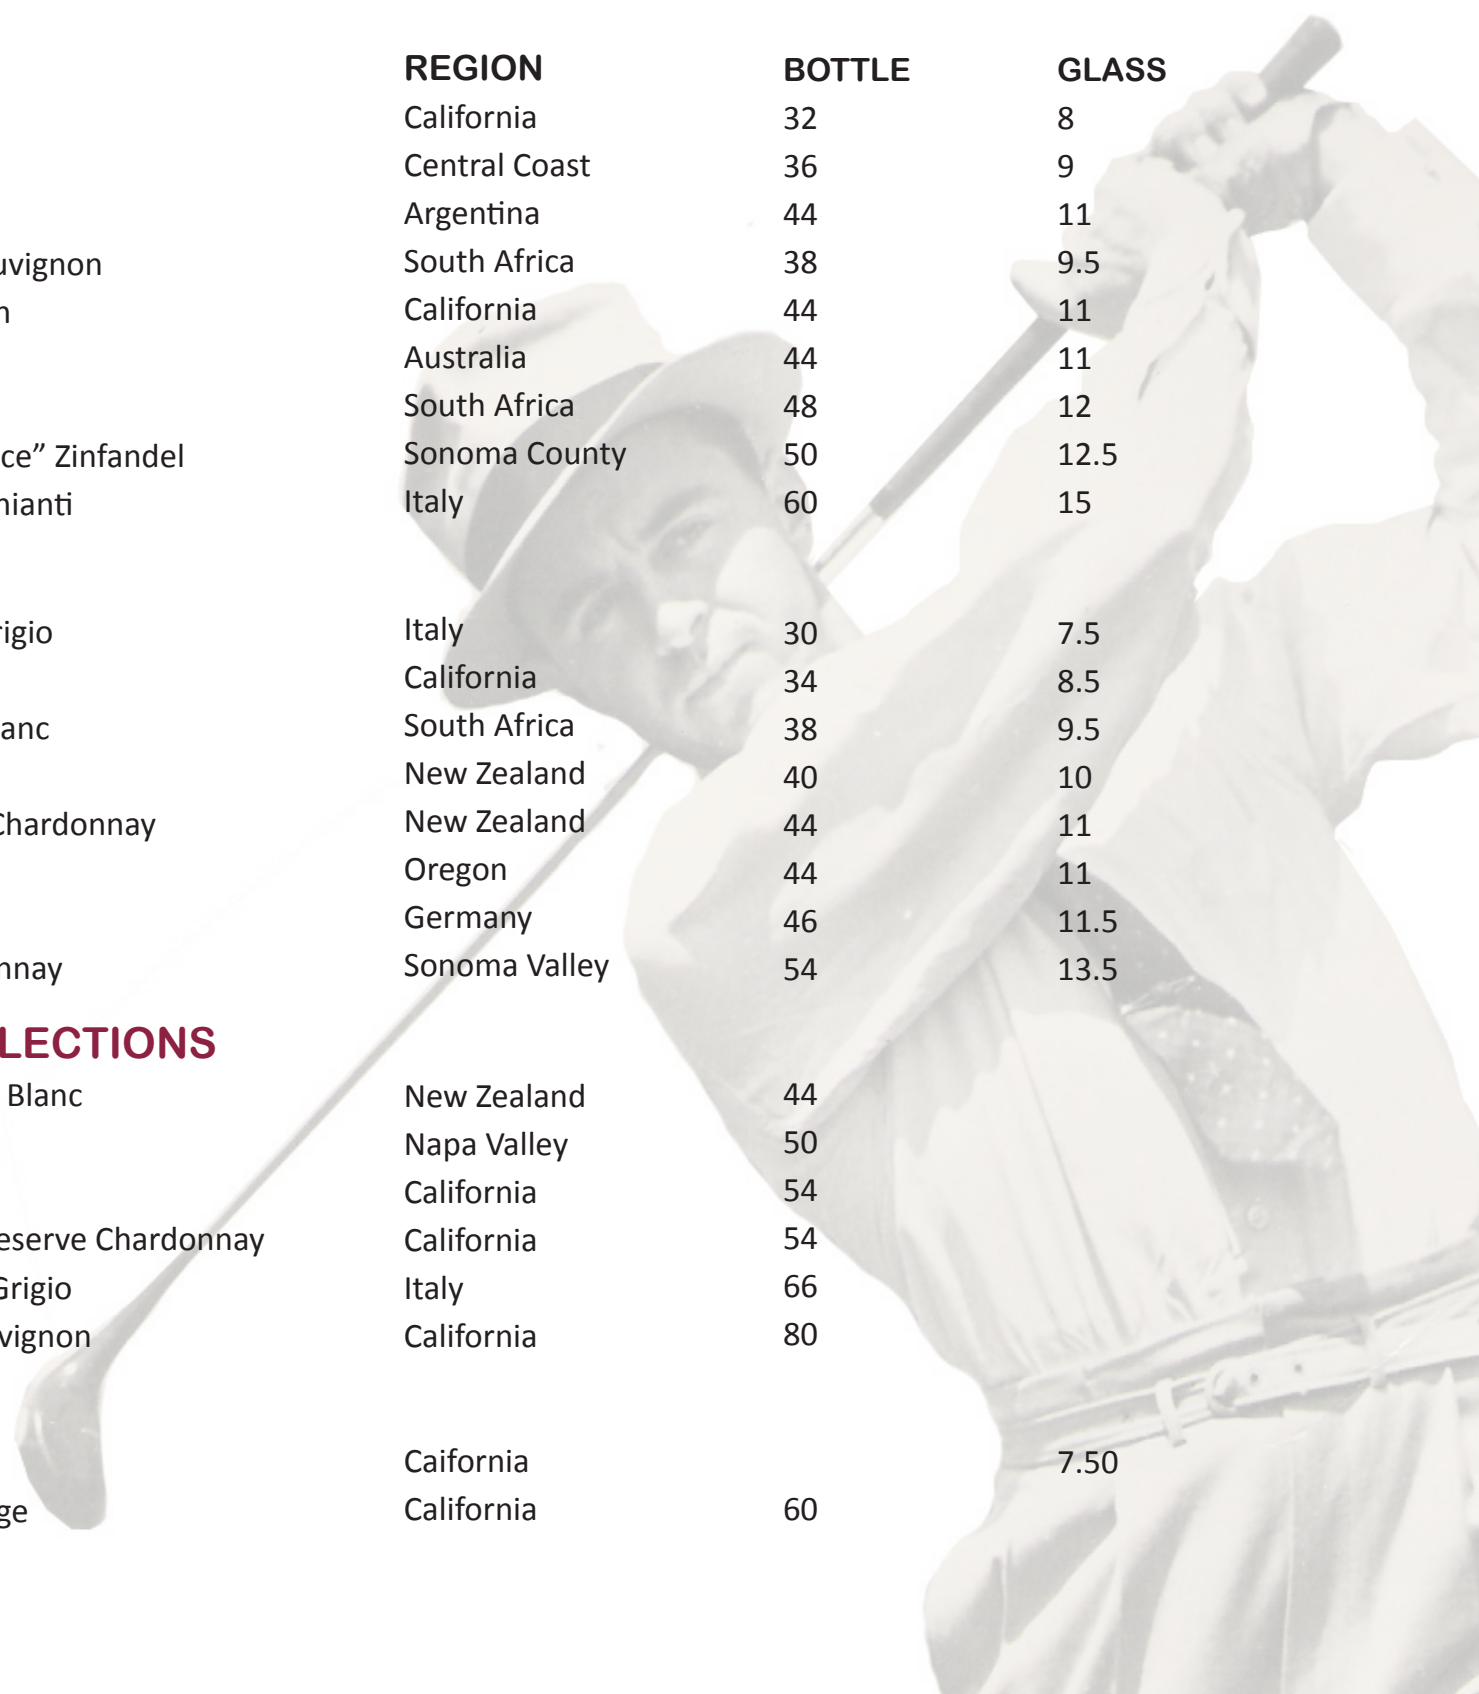 REGION BOTTLE GLASS
California 32 8
Central Coast 36 9
Argentina 44 11
uvignon South Africa 38 9.5
California 44 11
Australia 44 11
South Africa 48 12
ce” Zinfandel Sonoma County 50 12.5
hianti Italy 60 15
rigio Italy 30 7.5
California 34 8.5
anc South Africa 38 9.5
New Zealand 40 10
Chardonnay New Zealand 44 11
Oregon 44 11
Germany 46 11.5
nnay Sonoma Valley 54 13.5
LECTIONS
Blanc New Zealand 44
Napa Valley 50
California 54
eserve Chardonnay California 54
Grigio Italy 66
vignon California 80
Caifornia 7.50
ge California 60